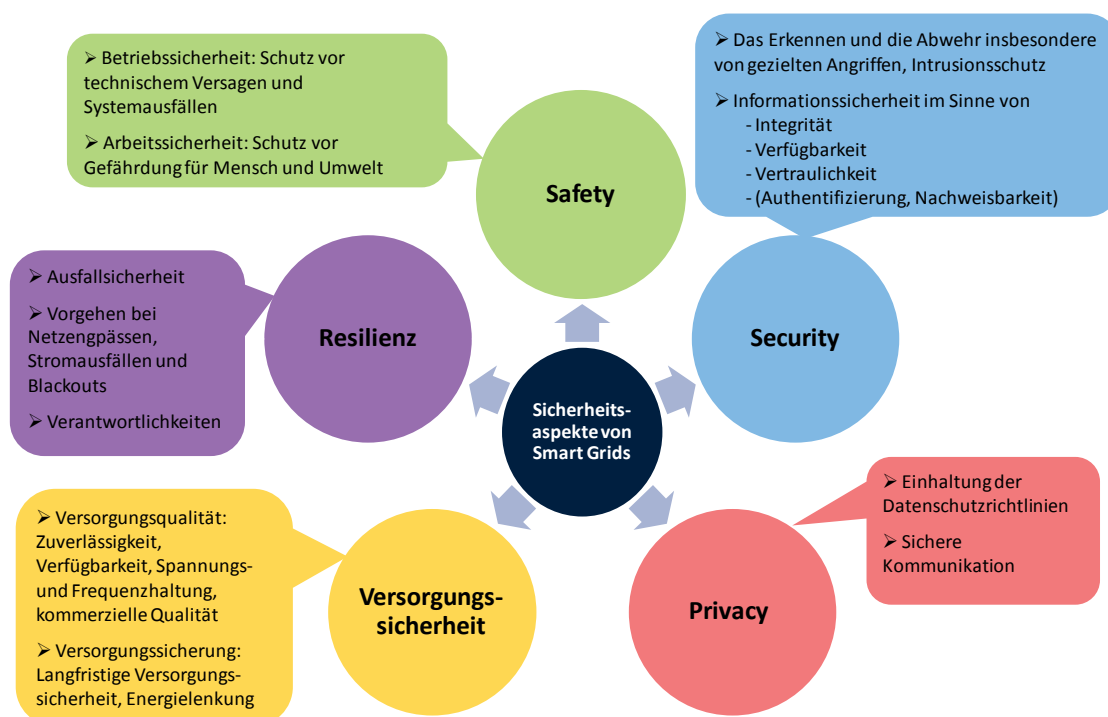 ➢ Betriebssicherheit: Schutz vor
technischem Versagen und
Systemausfällen
➢ Arbeitssicherheit: Schutz vor
Gefährdung für Mensch und Umwelt
Safety
➢ Das Erkennen und die Abwehr insbesondere
von gezielten Angriffen, Intrusionsschutz
➢ Informationssicherheit im Sinne von
- Integrität
- Verfügbarkeit
- Vertraulichkeit
- (Authentifizierung, Nachweisbarkeit)
Security
➢ Ausfallsicherheit
➢ Vorgehen bei
Netzengpässen,
Stromausfällen und
Blackouts
➢ Verantwortlichkeiten
Resilienz
Sicherheits-
aspekte von
Smart Grids
➢ Versorgungsqualität:
Zuverlässigkeit,
Verfügbarkeit, Spannungs-
und Frequenzhaltung,
kommerzielle Qualität
➢ Versorgungssicherung:
Langfristige Versorgungs-
sicherheit, Energielenkung
Versorgungs-
sicherheit
➢ Einhaltung der
Datenschutzrichtlinien
➢ Sichere
Kommunikation
Privacy